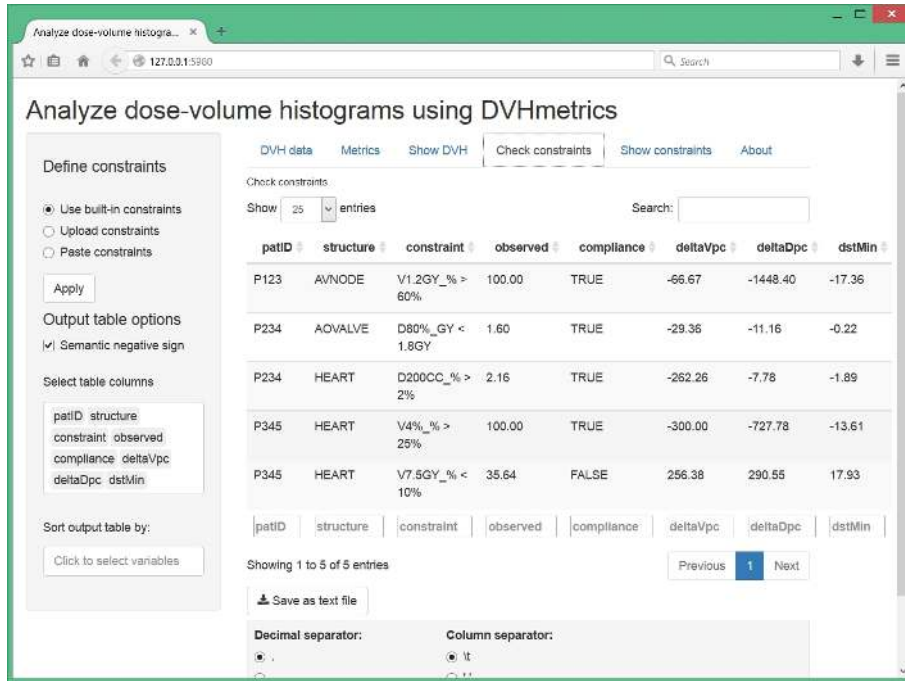 Analyze dose-volume histogra... × +
127.0.0.1:5960 Search
Analyze dose-volume histograms using DVHmetrics
Define constraints
Use built-in constraints
Upload constraints
Paste constraints
Apply
Output table options
Semantic negative sign
Select table columns
patID structure
constraint observed
compliance deltaVpc
deltaDpc dstMin
Sort output table by:
Click to select variables
DVH data Metrics Show DVH Check constraints Show constraints About
Check constraints
Show 25 entries Search:
patID structure constraint observed compliance deltaVpc deltaDpc dstMin
P123 AVNODE V1.2GY_% > 100.00 TRUE -66.67 -1448.40 -17.36
60%
P234 AOVALVE D80%_GY < 1.60 TRUE -29.36 -11.16 -0.22
1.8GY
P234 HEART D200CC_% > 2.16 TRUE -262.26 -7.78 -1.89
2%
P345 HEART V4%_% > 100.00 TRUE -300.00 -727.78 -13.61
25%
P345 HEART V7.5GY_% < 35.64 FALSE 256.38 290.55 17.93
10%
patID structure constraint observed compliance deltaVpc deltaDpc dstMin
Showing 1 to 5 of 5 entries Previous 1 Next
Save as text file
Decimal separator: Column separator:
. \t